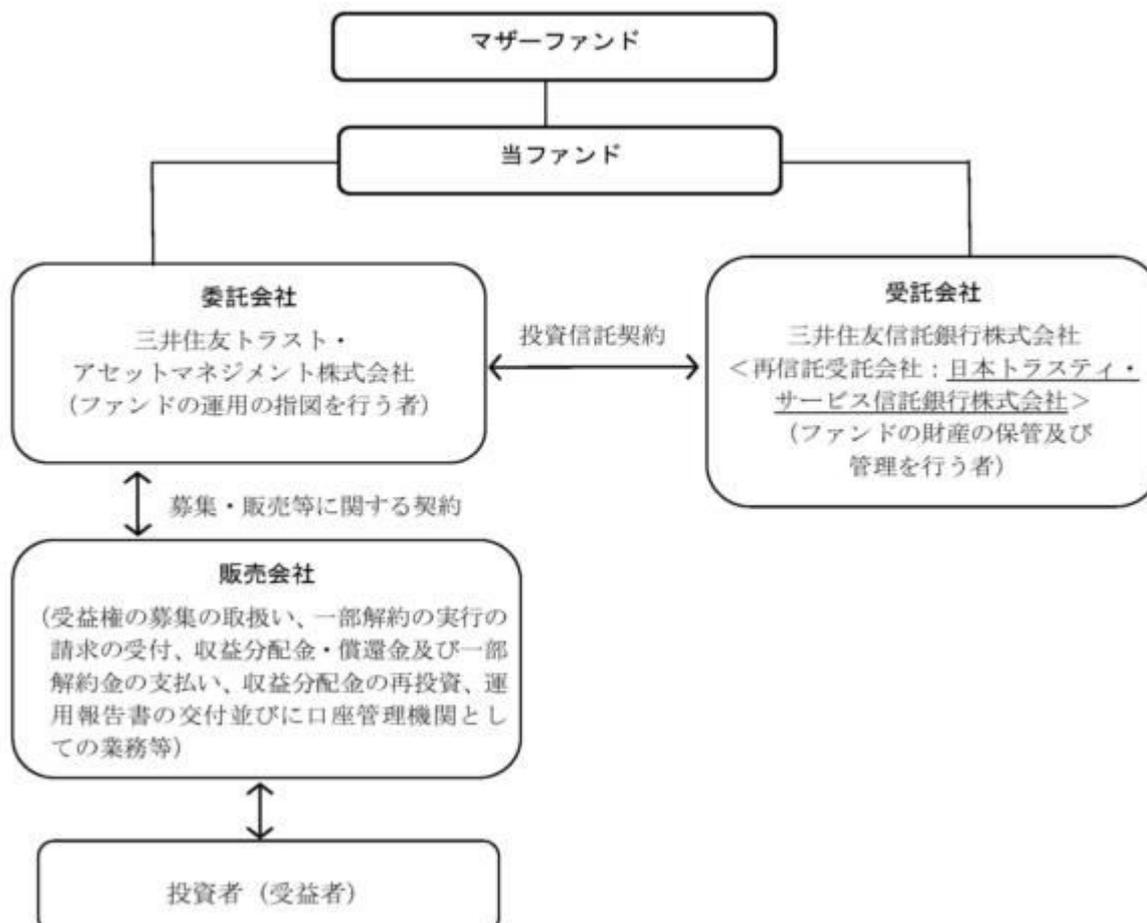 マザーファンド
当ファンド
委託会社
三井住友トラスト・
アセットマネジメント株式会社
（ファンドの運用の指図を行う者）
投資信託契約
受託会社
三井住友信託銀行株式会社
＜再信託受託会社：日本トラスティ・
サービス信託銀行株式会社＞
（ファンドの財産の保管及び
管理を行う者）
募集・販売等に関する契約
販売会社
（受益権の募集の取扱い、一部解約の実行の
請求の受付、収益分配金・償還金及び一部
解約金の支払い、収益分配金の再投資、運
用報告書の交付並びに口座管理機関とし
ての業務等）
投資者（受益者）